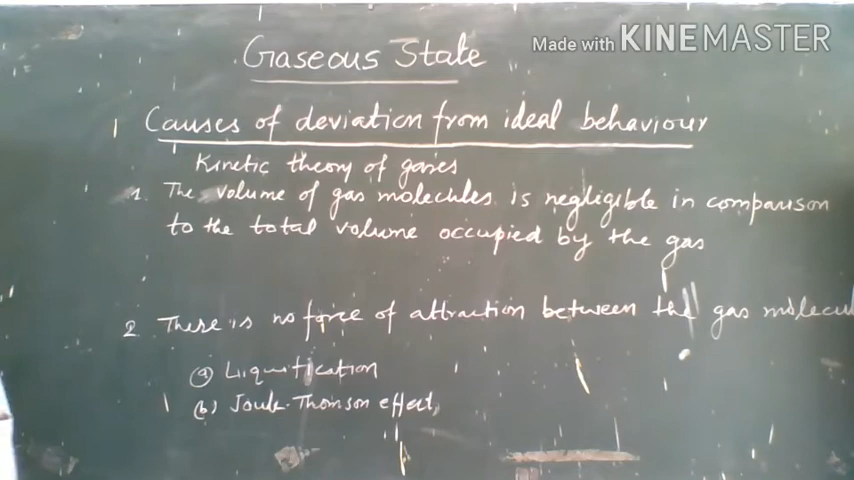 Gaseous State
Made with KINEMASTER
Causes of deviation from ideal behaviour
Kinetic theory of gases
1. The volume of gas molecules is negligible in comparison
to the total volume occupied by the gas
2 There is no force of attraction between the gas molecul
(a) Liquification
(b) Joule-Thomson effect,